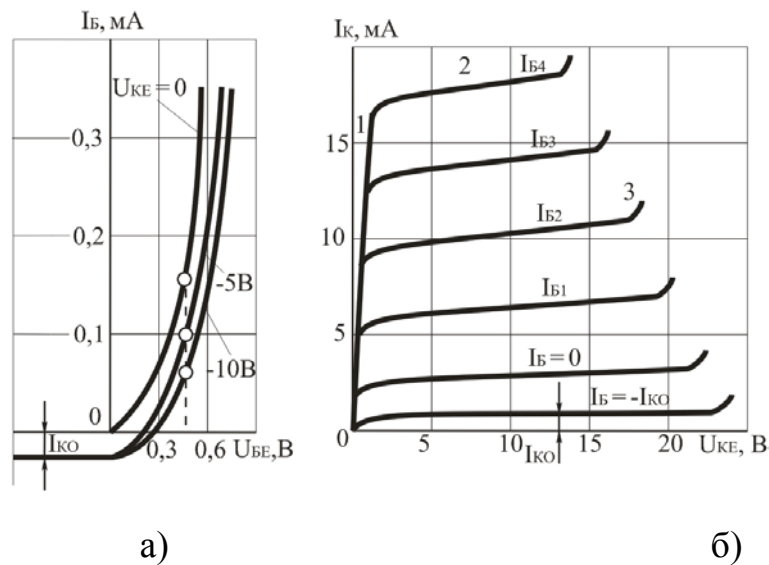 IБ, мА
UКЕ = 0
0,3
0,2
-5В
0,1
-10В
0
IКО
0,3
0,6
UБЕ,В
а)
IК, мА
2
IБ4
1
15
IБ3
3
10
IБ2
IБ1
5
IБ = 0
IБ = -IКО
0
5
10
IКО
15
20
UКЕ, В
б)